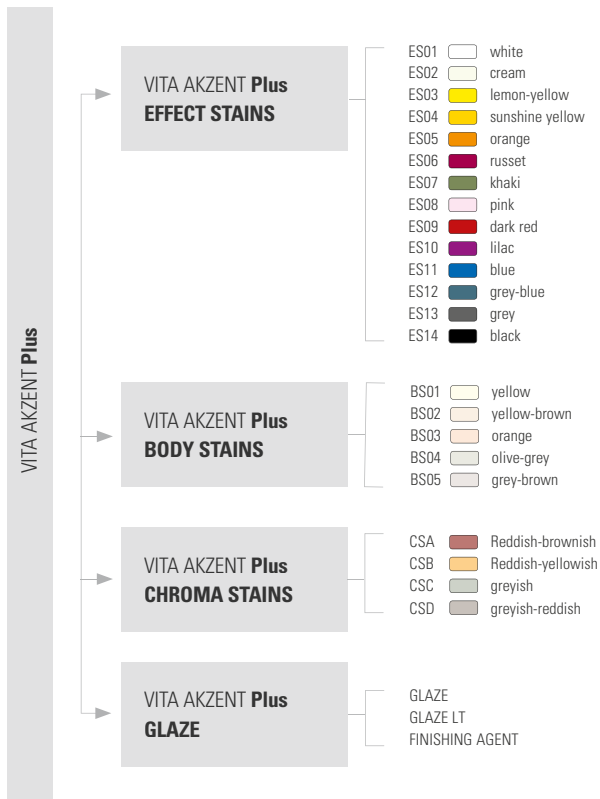 VITA AKZENT Plus
VITA AKZENT Plus
EFFECT STAINS
ES01 white
ES02 cream
ES03 lemon-yellow
ES04 sunshine yellow
ES05 orange
ES06 russet
ES07 khaki
ES08 pink
ES09 dark red
ES10 lilac
ES11 blue
ES12 grey-blue
ES13 grey
ES14 black
VITA AKZENT Plus
BODY STAINS
BS01 yellow
BS02 yellow-brown
BS03 orange
BS04 olive-grey
BS05 grey-brown
VITA AKZENT Plus
CHROMA STAINS
CSA Reddish-brownish
CSB Reddish-yellowish
CSC greyish
CSD greyish-reddish
VITA AKZENT Plus
GLAZE
GLAZE
GLAZE LT
FINISHING AGENT